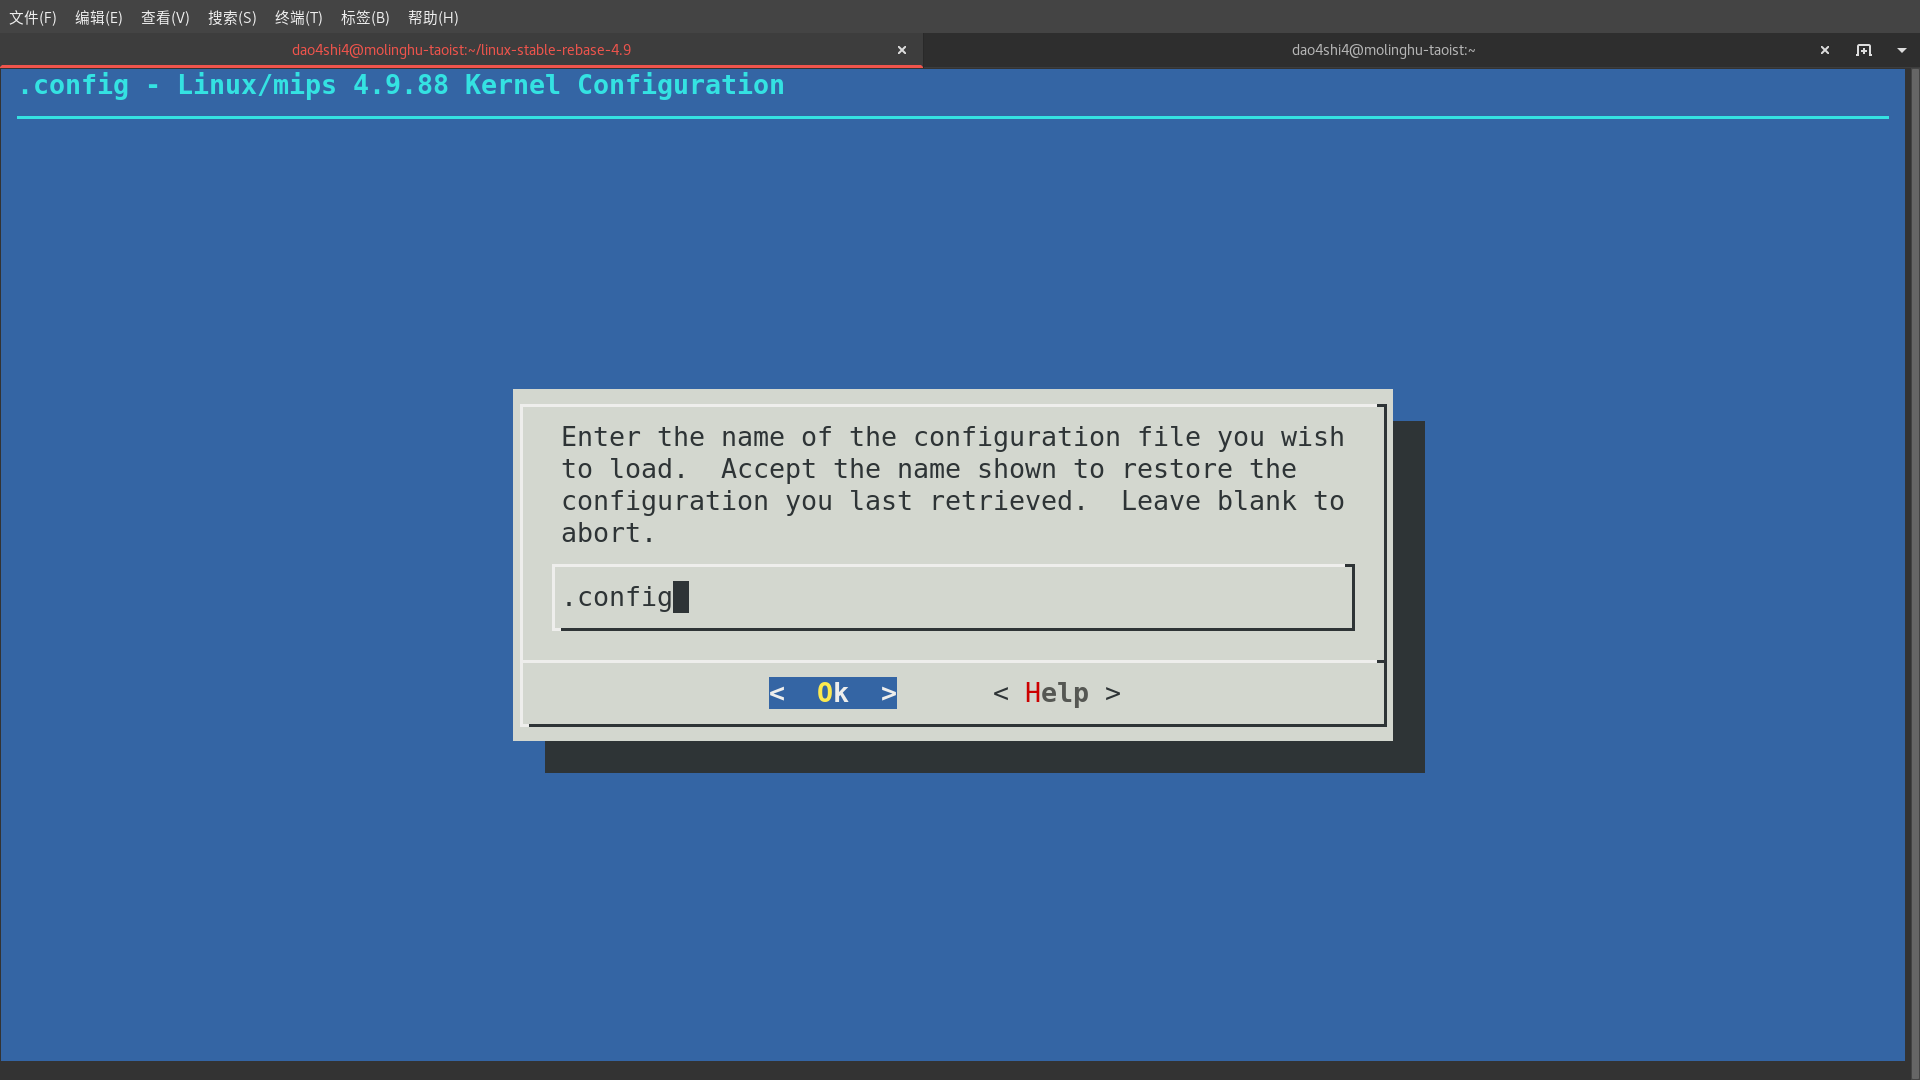 文件(F) 编辑(E) 查看(V) 搜索(S) 终端(T) 标签(B) 帮助(H)
dao4shi4@molinghu-taoist:~/linux-stable-rebase-4.9 × dao4shi4@molinghu-taoist:~ ×
.config - Linux/mips 4.9.88 Kernel Configuration
Enter the name of the configuration file you wish
to load.  Accept the name shown to restore the
configuration you last retrieved.  Leave blank to
abort.
.config
<  Ok  > < Help >